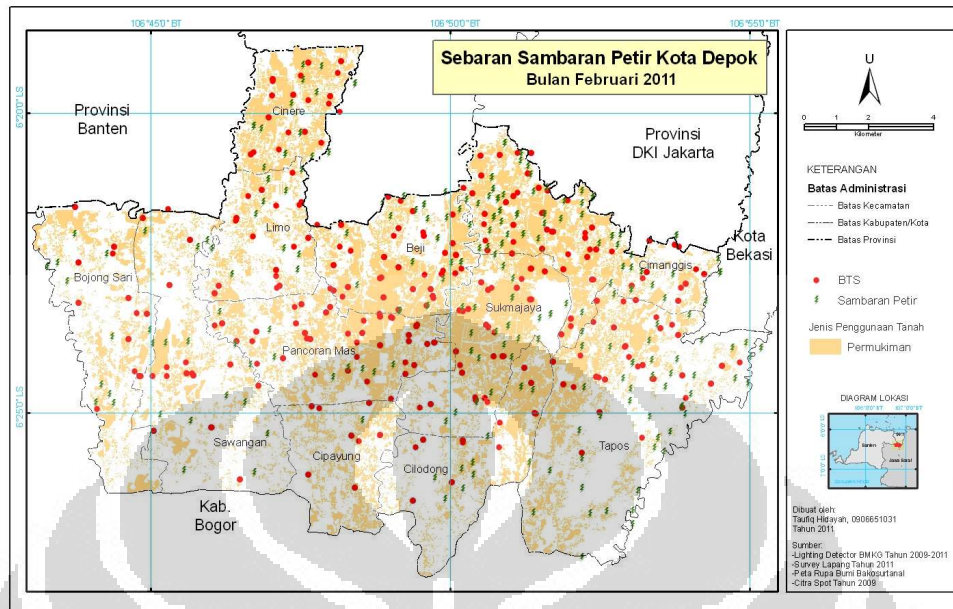 106°45'0"BT
106°50'0"BT
106°55'0"BT
Sebaran Sambaran Petir Kota Depok
Bulan Februari 2011
6°20'0"LS
6°25'0"LS
Provinsi
Banten
Provinsi
DKI Jakarta
Kota
Bekasi
Kab.
Bogor
Cinere
Limo
Beji
Cimanggis
Bojong Sari
Sukmajaya
Pancoran Mas
Sawangan
Cipayung
Cilodong
Tapos
U
0 2 4
Kilometer
KETERANGAN
Batas Administrasi
Batas Kecamatan
Batas Kabupaten/Kota
Batas Provinsi
BTS
Sambaran Petir
Jenis Penggunaan Tanah
Permukiman
DIAGRAM LOKASI
Banten
Jawa Barat
Dibuat oleh:
Taufiq Hidayah, 0906651031
Tahun 2011
Sumber:
-Lighting Detector BMKG Tahun 2009-2011
-Survey Lapang Tahun 2011
-Peta Rupa Bumi Bakosurtanal
-Citra Spot Tahun 2009